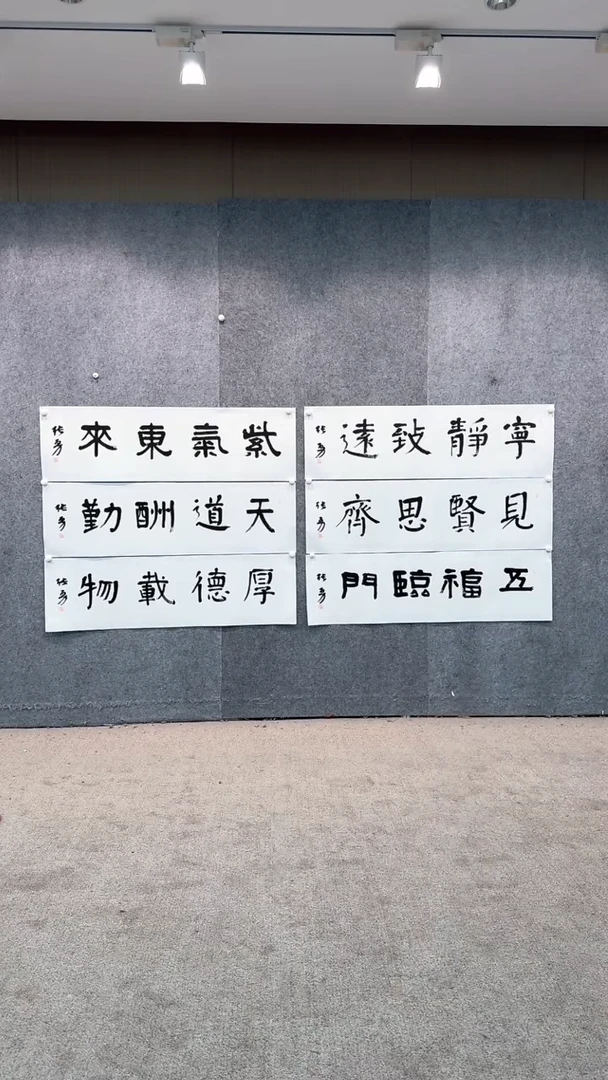 寧靜致遠
見賢思齊
五福臨門
紫氣東來
天道酬勤
厚德載物